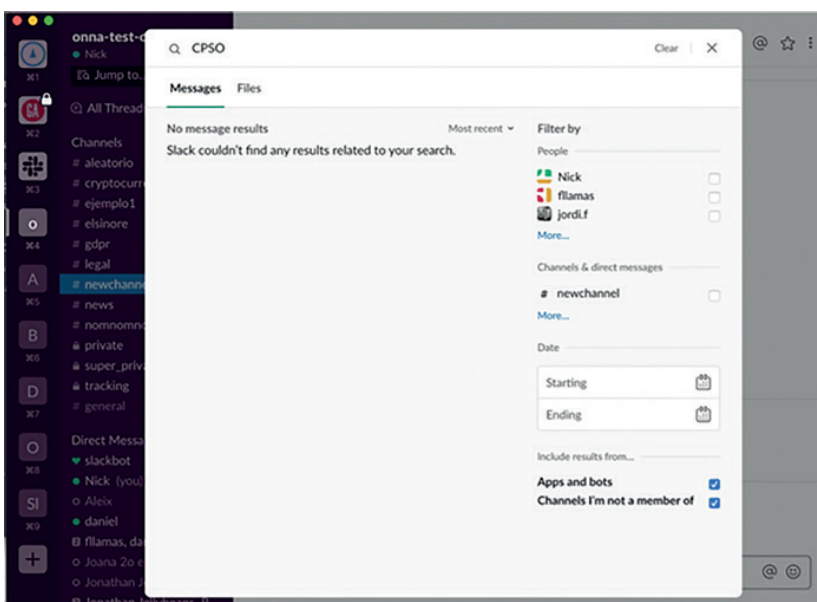 onna-test-c
Nick
Jump to...
All Thread
Channels
# aleatorio
# cryptocurr
# ejemplo1
# elsinore
# gdpr
# legal
# newchanne
# news
# nomnomno
private
super_priv
tracking
# general
Direct Messa
slackbot
Nick (you)
Aleix
daniel
fllamas, da
Joana 2o e
Jonathan J
⌘1
GA
⌘2
⌘3
o
⌘4
A
⌘5
B
⌘6
D
⌘7
O
⌘8
SI
⌘9
+
CPSO
Clear
Messages Files
No message results Most recent
Slack couldn't find any results related to your search.
Filter by
People
Nick
fllamas
jordi.f
More...
Channels & direct messages
# newchannel
More...
Date
Starting
Ending
Include results from...
Apps and bots
Channels I'm not a member of